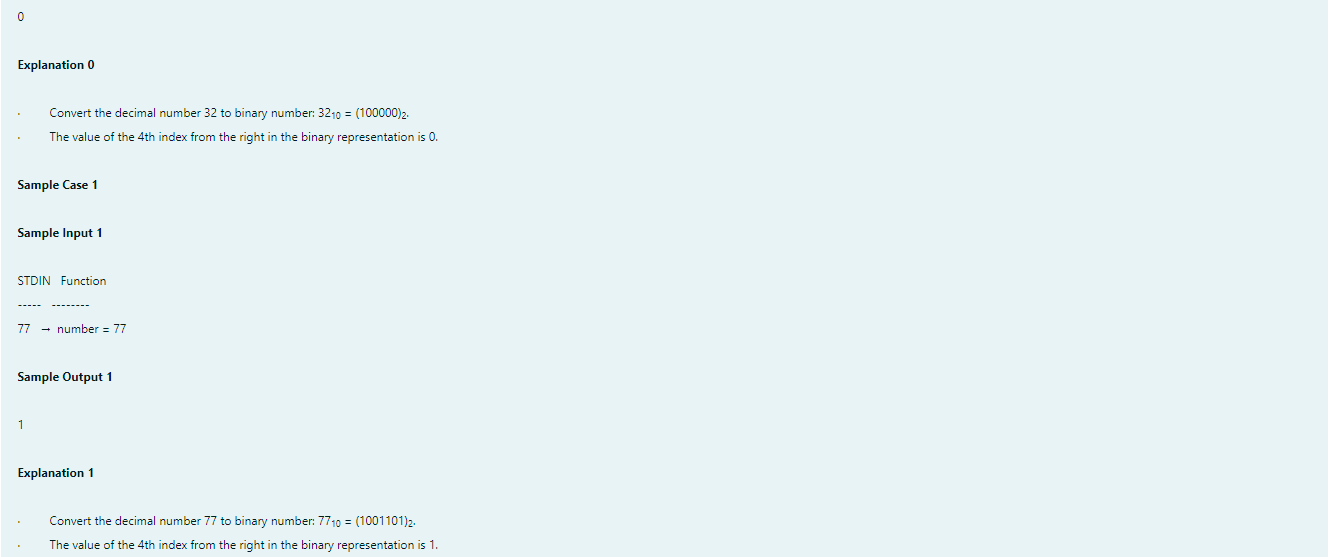 0
Explanation 0
· Convert the decimal number 32 to binary number: 32₁₀ = (100000)₂.
· The value of the 4th index from the right in the binary representation is 0.
Sample Case 1
Sample Input 1
STDIN Function
----- --------
77 → number = 77
Sample Output 1
1
Explanation 1
· Convert the decimal number 77 to binary number: 77₁₀ = (1001101)₂.
· The value of the 4th index from the right in the binary representation is 1.